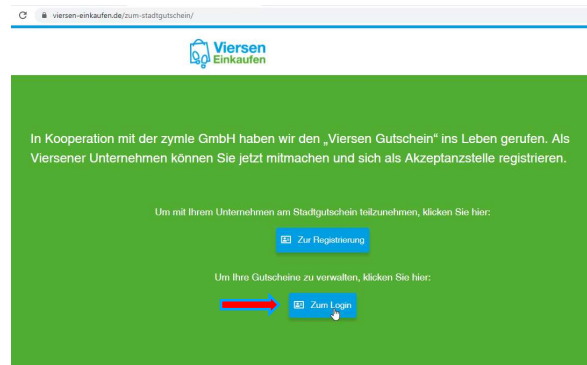 viersen-einkaufen.de/zum-stadtgutschein/
Viersen
Einkaufen
In Kooperation mit der zymle GmbH haben wir den „Viersen Gutschein“ ins Leben gerufen. Als
Viersener Unternehmen können Sie jetzt mitmachen und sich als Akzeptanzstelle registrieren.
Um mit Ihrem Unternehmen am Stadtgutschein teilzunehmen, klicken Sie hier:
Zur Registrierung
Um Ihre Gutscheine zu verwalten, klicken Sie hier:
Zum Login